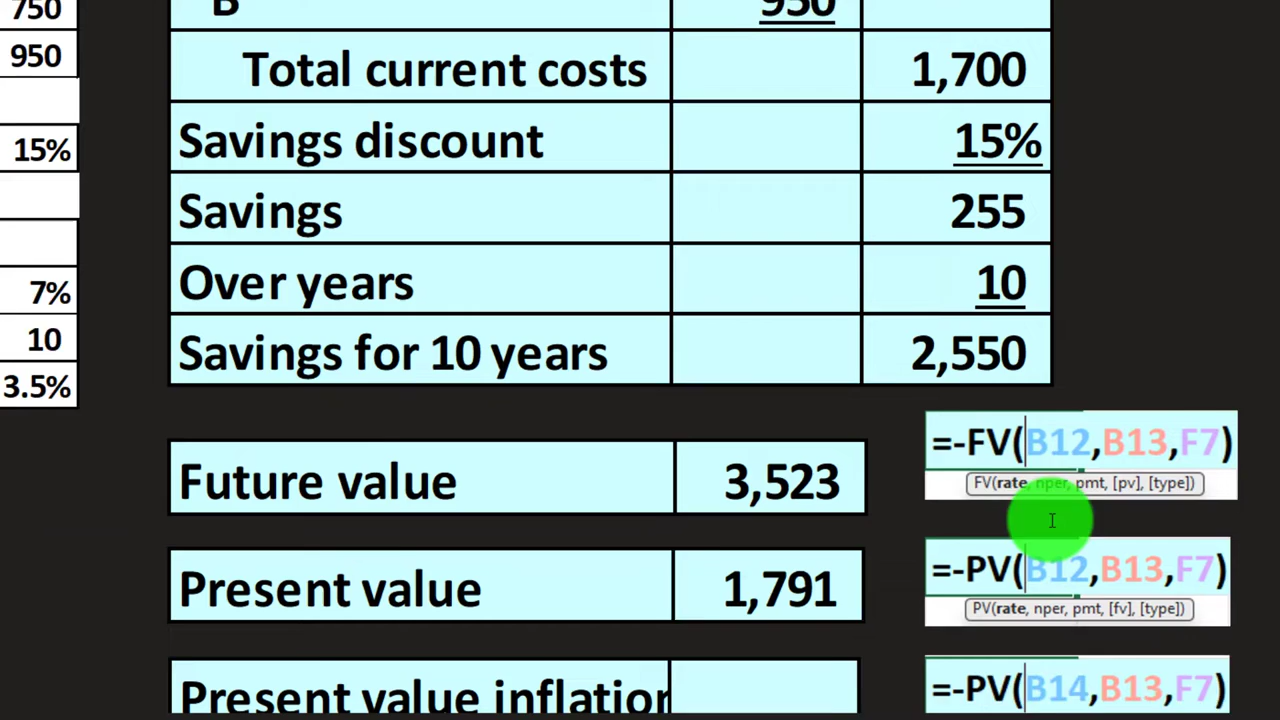 750
950
15%
7%
10
3.5%
B 950
Total current costs 1,700
Savings discount 15%
Savings 255
Over years 10
Savings for 10 years 2,550
Future value 3,523
=-FV(B12,B13,F7)
FV(rate, nper, pmt, [pv], [type])
Present value 1,791
=-PV(B12,B13,F7)
PV(rate, nper, pmt, [fv], [type])
Present value inflation
=-PV(B14,B13,F7)